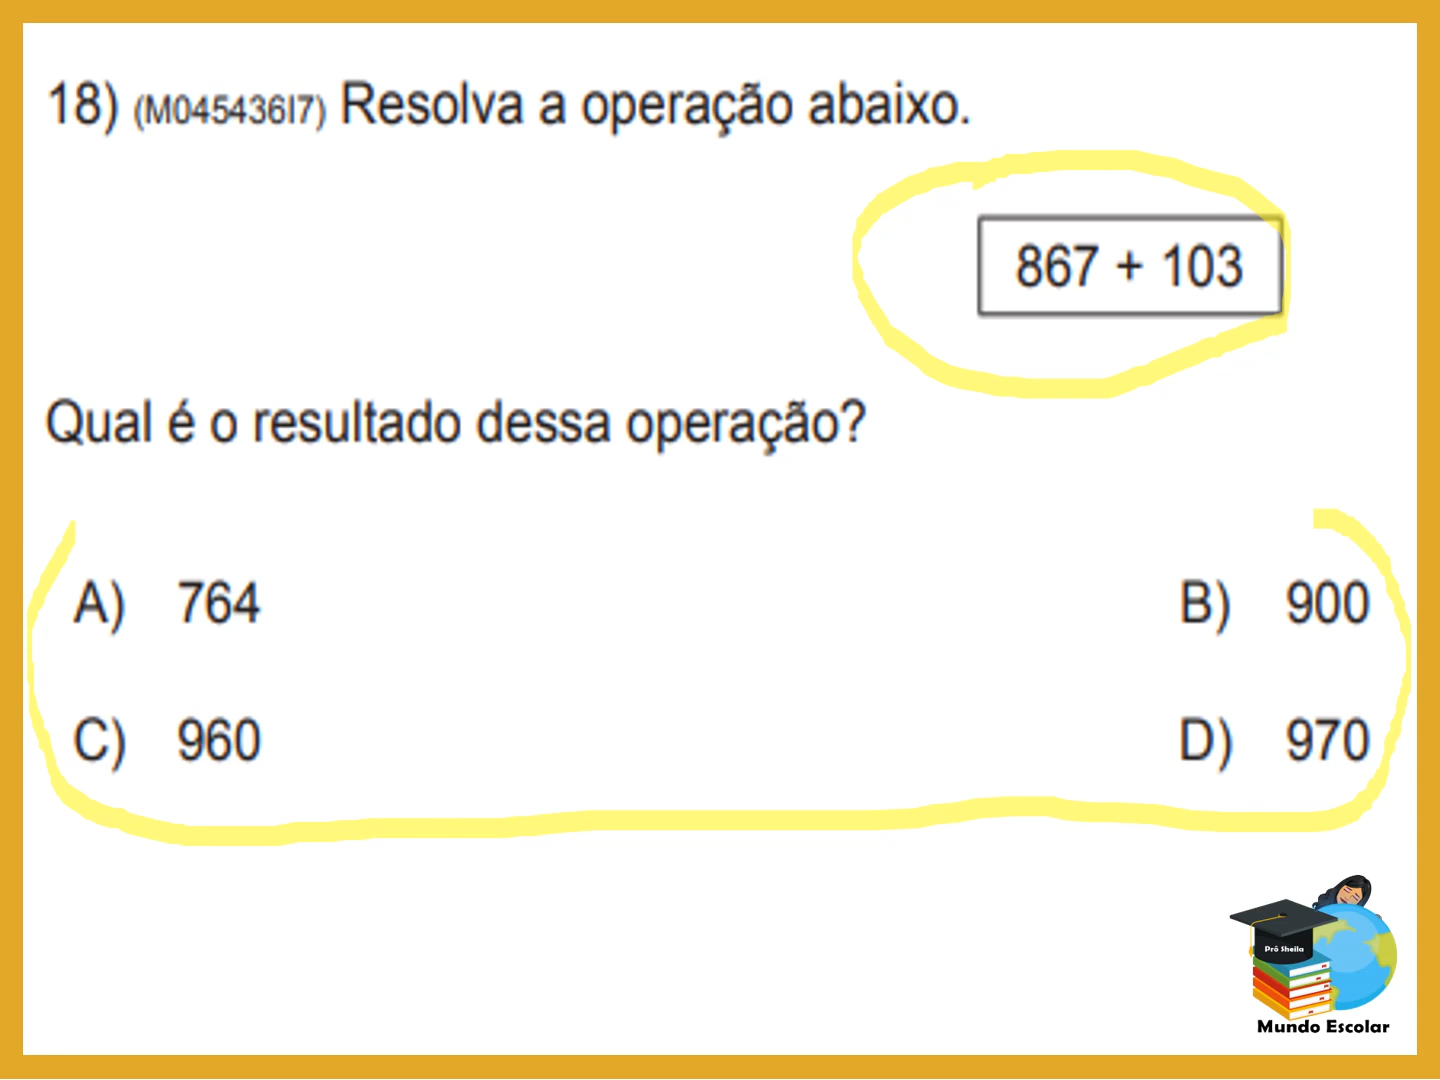 18) (M045436I7) Resolva a operação abaixo.
867 + 103
Qual é o resultado dessa operação?
A) 764 B) 900
C) 960 D) 970
Prô Sheila
Mundo Escolar